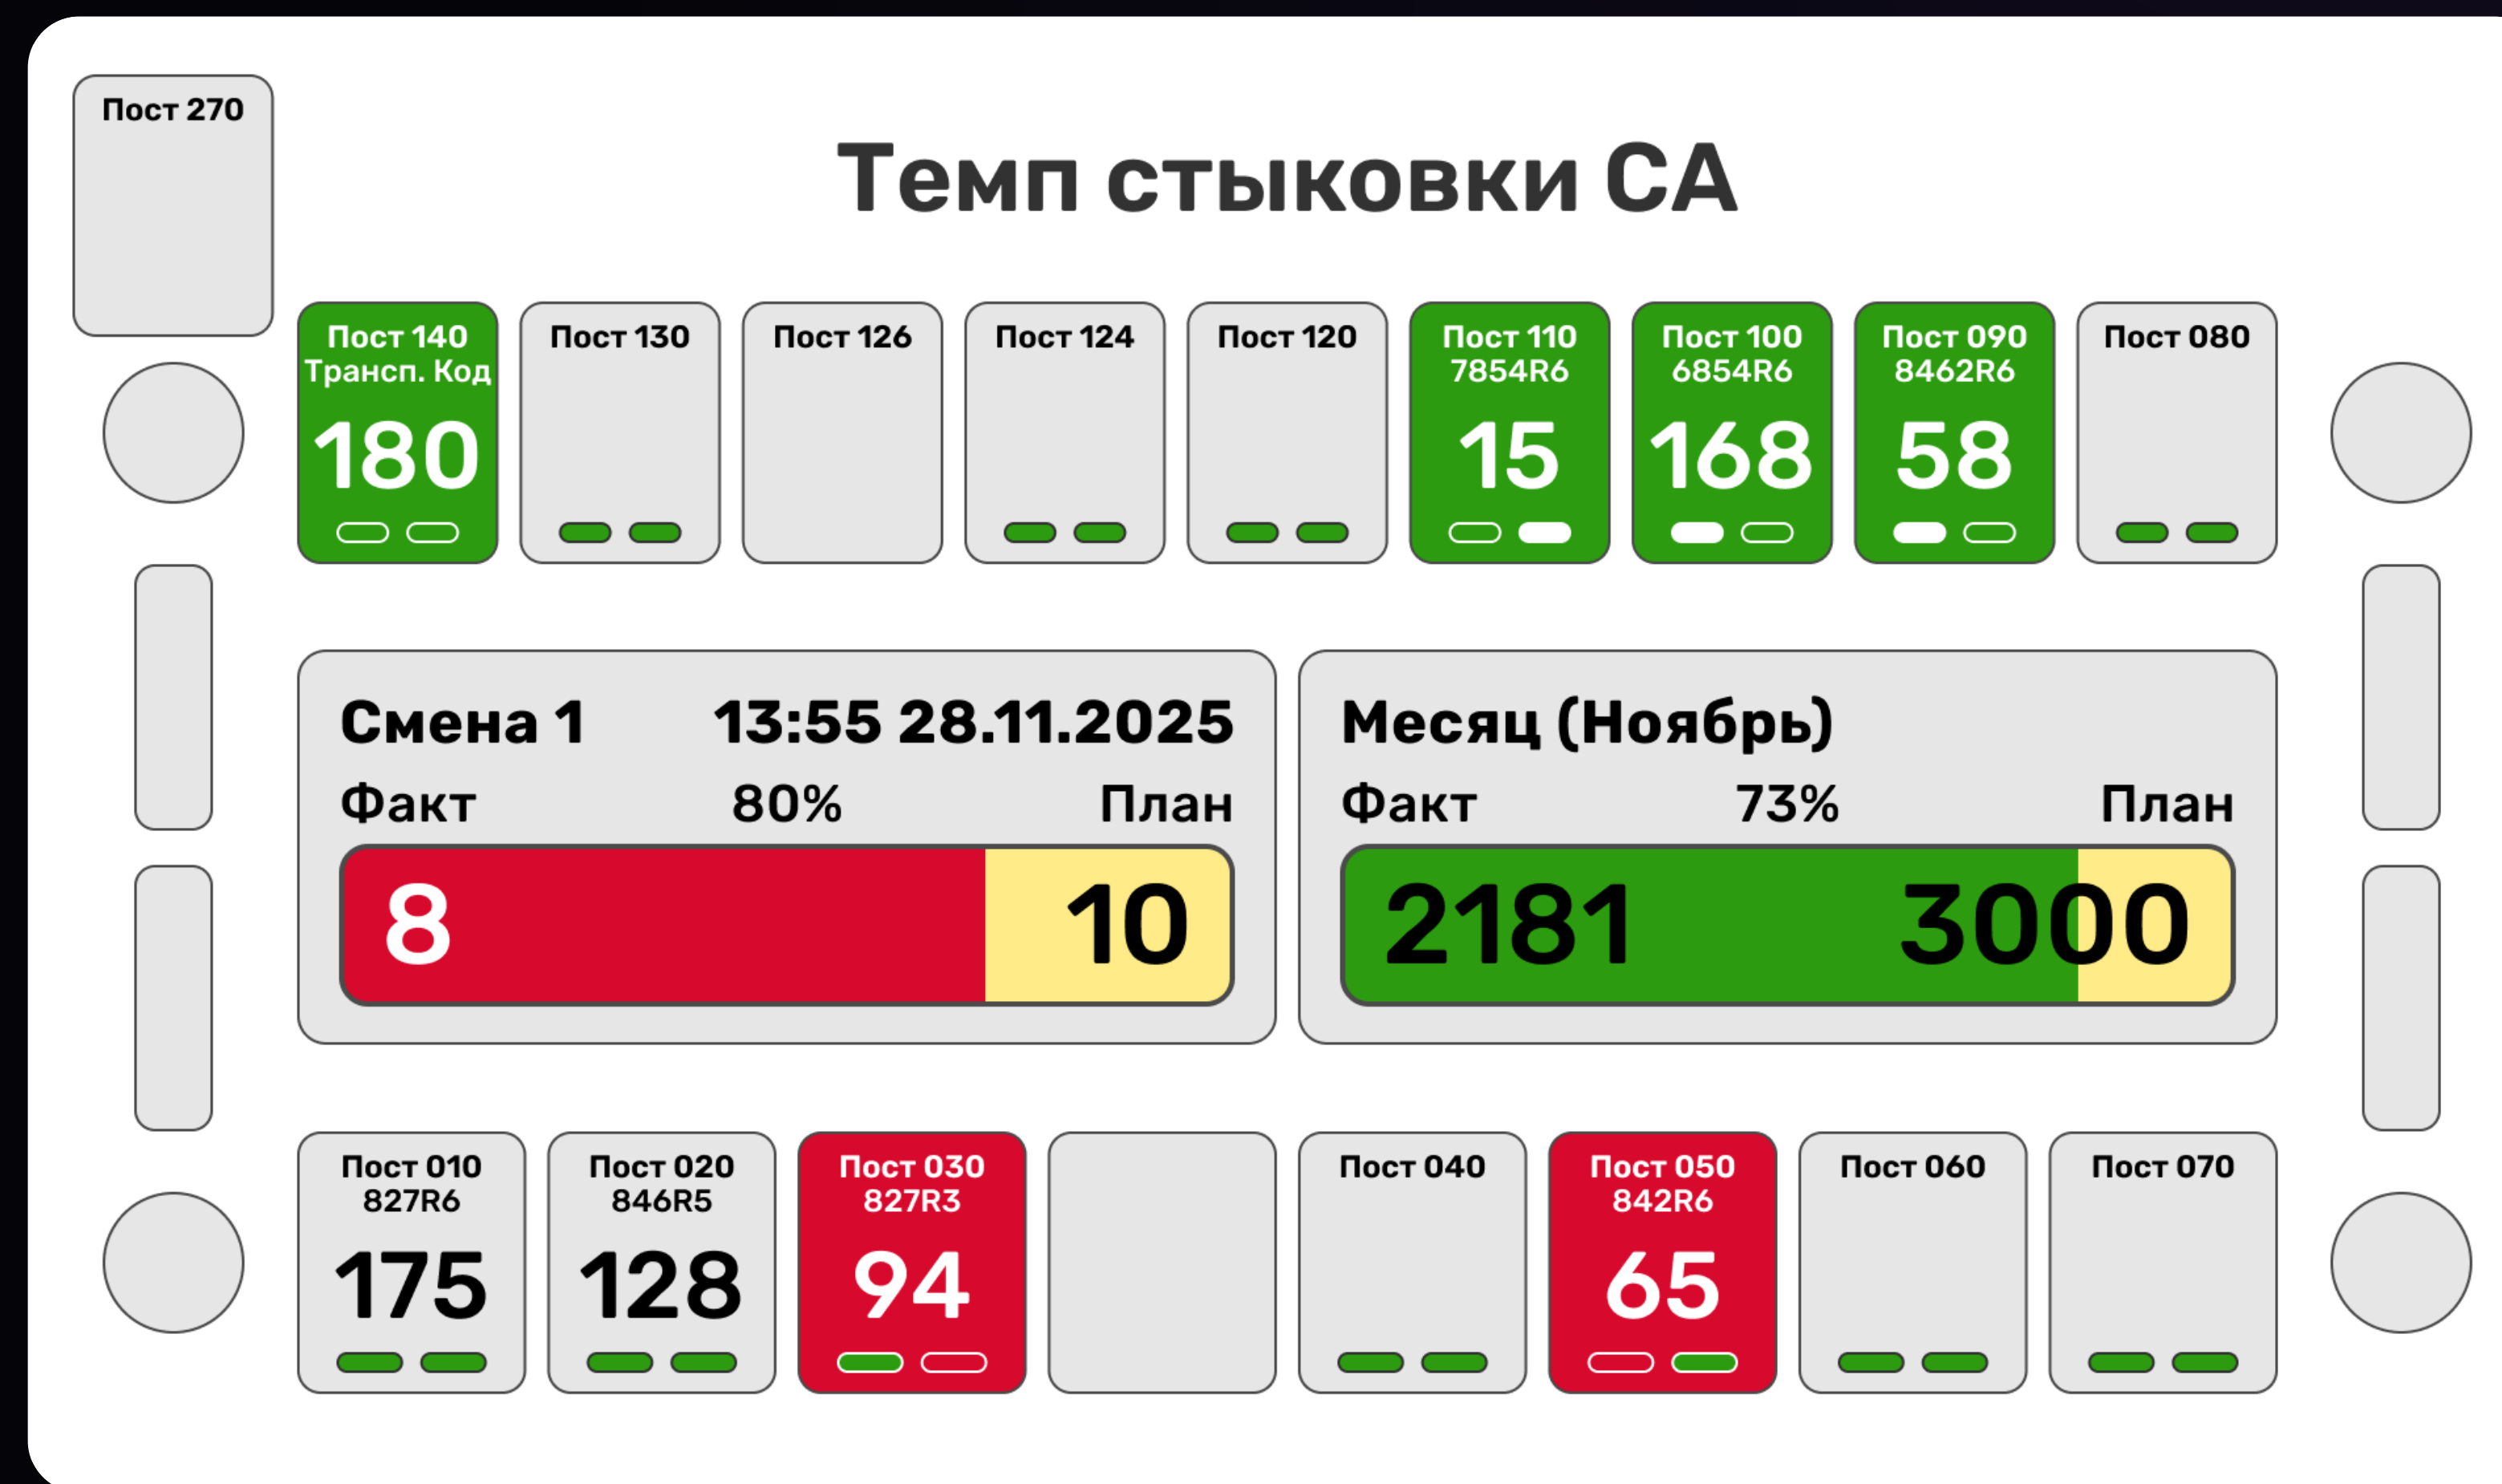 Пост 270
Темп стыковки СА
Пост 140
Трансп. Код
180
Пост 130
Пост 126
Пост 124
Пост 120
Пост 110
7854R6
15
Пост 100
6854R6
168
Пост 090
8462R6
58
Пост 080
Смена 1 13:55 28.11.2025
Факт 80% План
8 10
Месяц (Ноябрь)
Факт 73% План
2181 3000
Пост 010
827R6
175
Пост 020
846R5
128
Пост 030
827R3
94
Пост 040
Пост 050
842R6
65
Пост 060
Пост 070